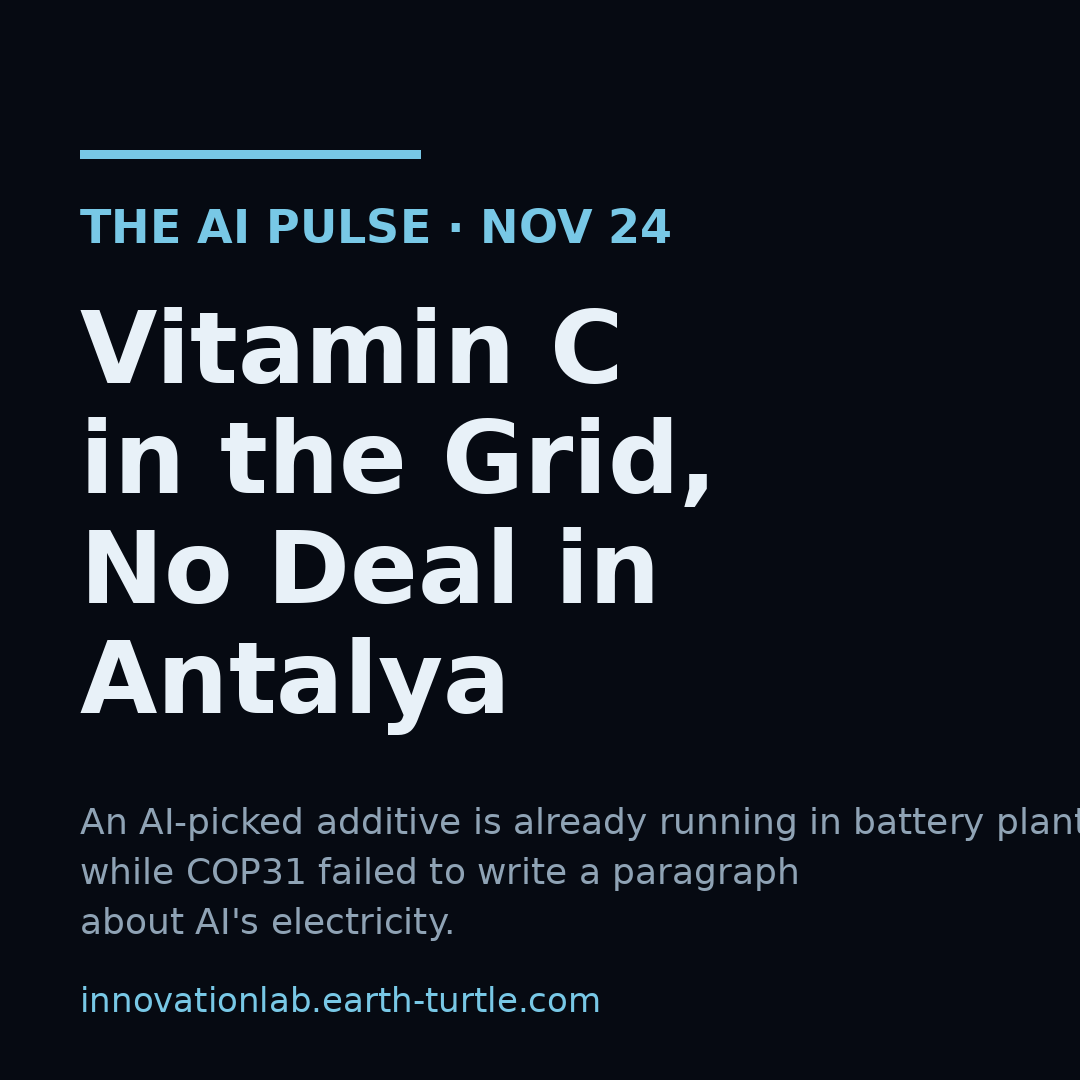 THE AI PULSE · NOV 24
Vitamin C
in the Grid,
No Deal in
Antalya
An AI-picked additive is already running in battery plant
while COP31 failed to write a paragraph
about AI's electricity.
innovationlab.earth-turtle.com